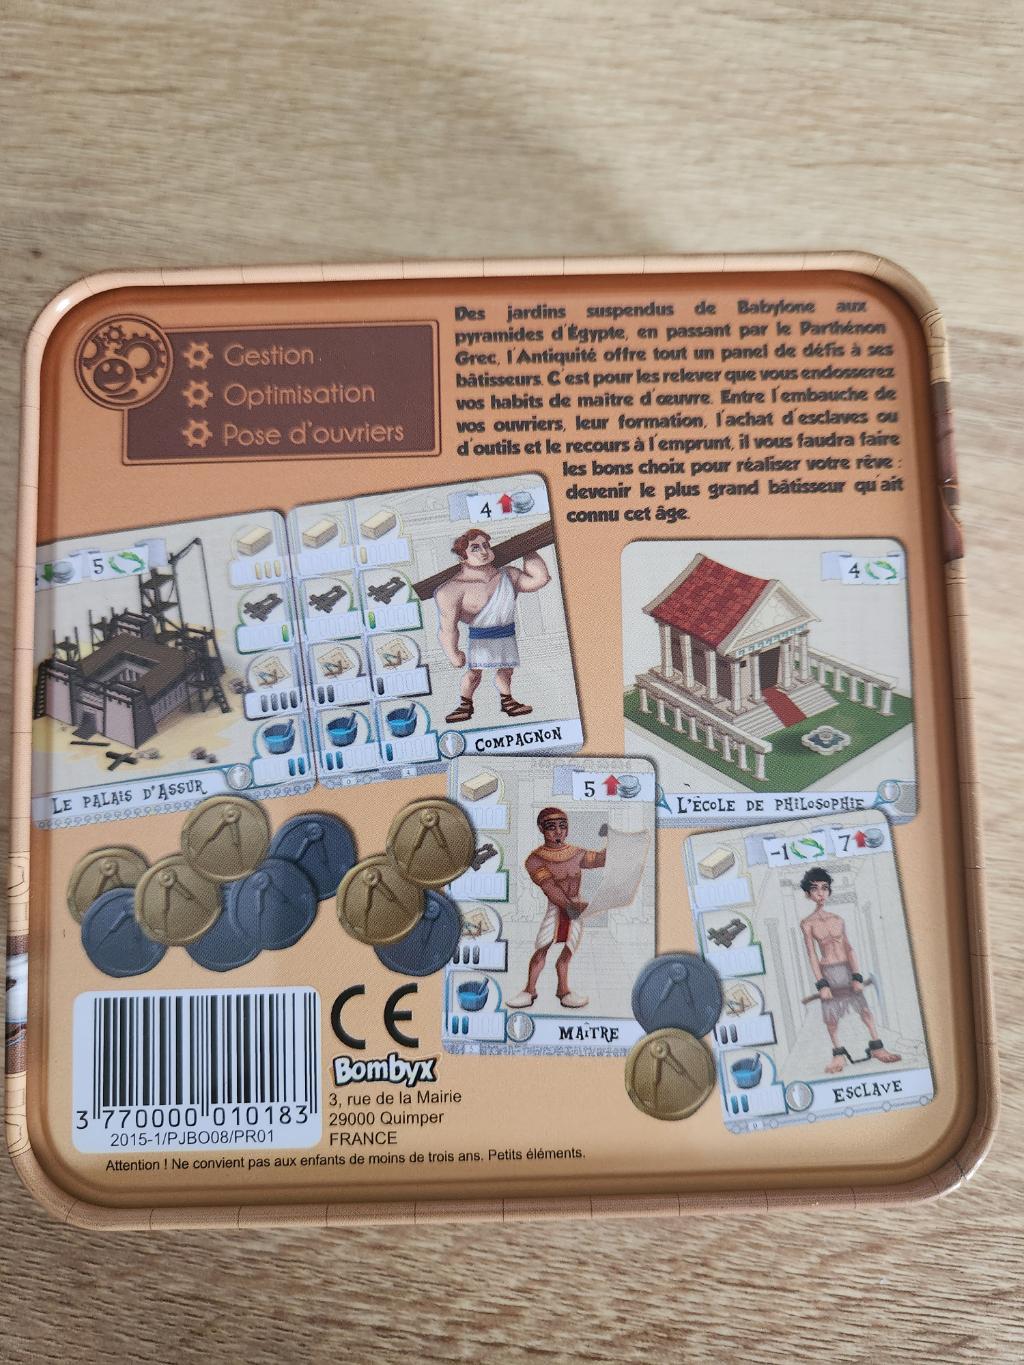 Gestion
Optimisation
Pose d'ouvriers
Des jardins suspendus de Babylone aux
pyramides d'Égypte, en passant par le Parthénon
Grec, l'Antiquité offre tout un panel de défis à ses
bâtisseurs. C'est pour les relever que vous endosserez
vos habits de maître d'œuvre. Entre l'embauche de
vos ouvriers, leur formation, l'achat d'esclaves ou
d'outils et le recours à l'emprunt, il vous faudra faire
les bons choix pour réaliser votre rêve :
devenir le plus grand bâtisseur qu'ait
connu cet âge.
5
4
4
LE PALAIS D'ASSUR
COMPAGNON
L'ÉCOLE DE PHILOSOPHIE
5
-1 7
MAÎTRE
ESCLAVE
CE
Bombyx
3, rue de la Mairie
29000 Quimper
FRANCE
3 770000 010183
2015-1/PJBO08/PR01
Attention ! Ne convient pas aux enfants de moins de trois ans. Petits éléments.